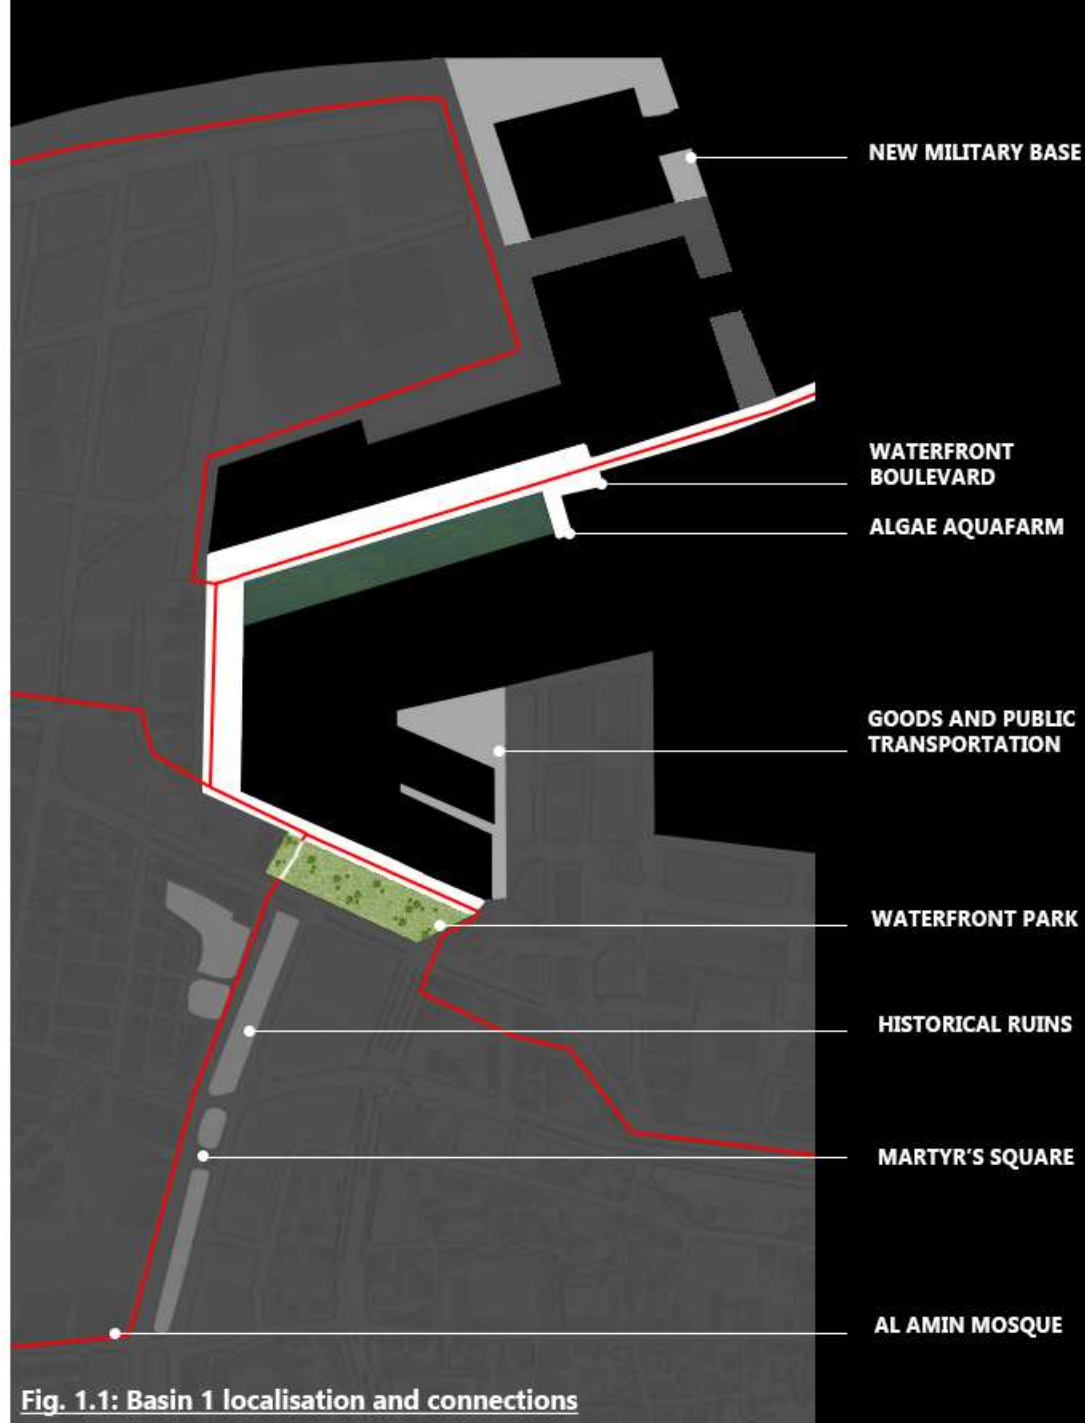 NEW MILITARY BASE
WATERFRONT
BOULEVARD
ALGAE AQUAFARM
GOODS AND PUBLIC
TRANSPORTATION
WATERFRONT PARK
HISTORICAL RUINS
MARTYR'S SQUARE
AL AMIN MOSQUE
Fig. 1.1: Basin 1 localisation and connections